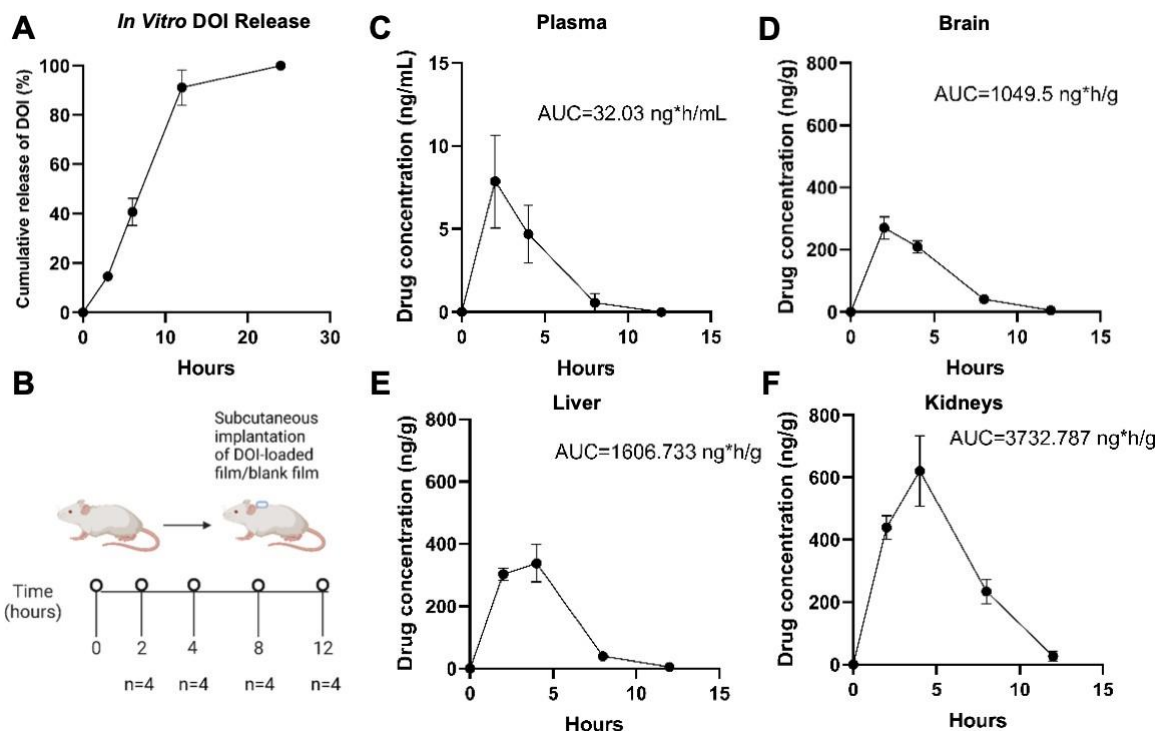 A
In Vitro DOI Release
Cumulative release of DOI (%)
100
80
60
40
20
0
0 10 20 30
Hours
B
Subcutaneous
implantation
of DOI-loaded
film/blank film
Time
(hours)
0 2 4 8 12
n=4 n=4 n=4 n=4
C
Plasma
Drug concentration (ng/mL)
15
10
5
0
AUC=32.03 ng*h/mL
0 5 10 15
Hours
D
Brain
Drug concentration (ng/g)
800
600
400
200
0
AUC=1049.5 ng*h/g
0 5 10 15
Hours
E
Liver
Drug concentration (ng/g)
800
600
400
200
0
AUC=1606.733 ng*h/g
0 5 10 15
Hours
F
Kidneys
Drug concentration (ng/g)
800
600
400
200
0
AUC=3732.787 ng*h/g
0 5 10 15
Hours